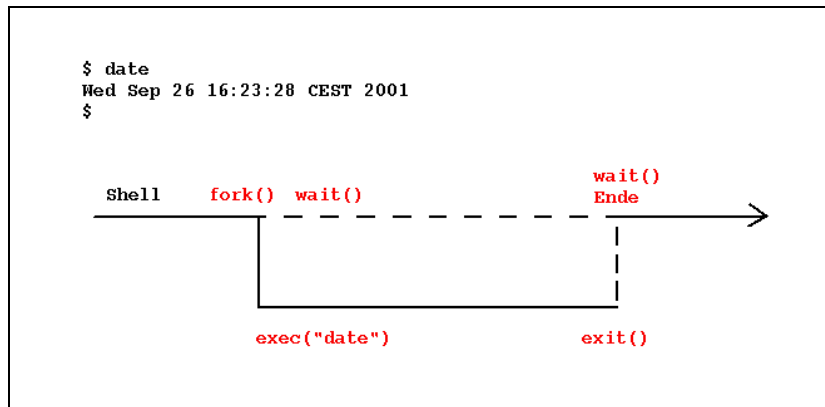 $ date
Wed Sep 26 16:23:28 CEST 2001
$
wait()
Shell fork() wait() Ende
exec("date") exit()